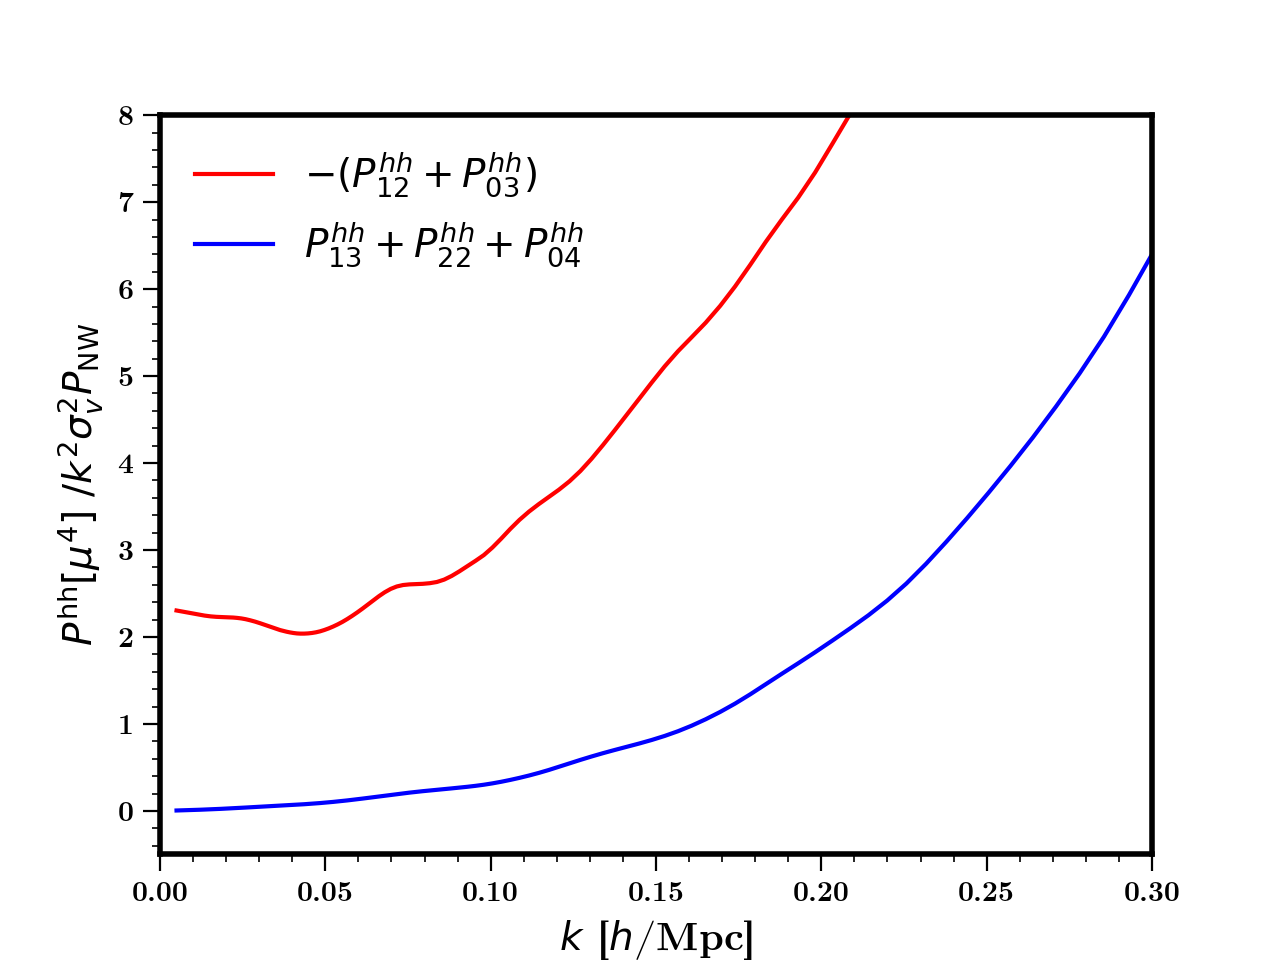 −(P^{hh}_{12} + P^{hh}_{03})
P^{hh}_{13} + P^{hh}_{22} + P^{hh}_{04}
8
7
6
5
4
3
2
1
0
P^{hh}[μ^4] /k^2σ_v^2P_{NW}
0.00 0.05 0.10 0.15 0.20 0.25 0.30
k [h/Mpc]